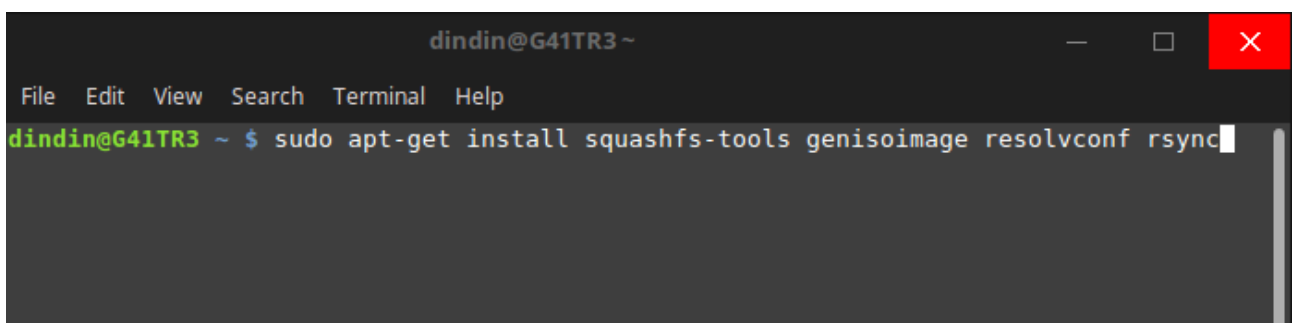 dindin@G41TR3 ~
File Edit View Search Terminal Help
dindin@G41TR3 ~ $ sudo apt-get install squashfs-tools genisoimage resolvconf rsync